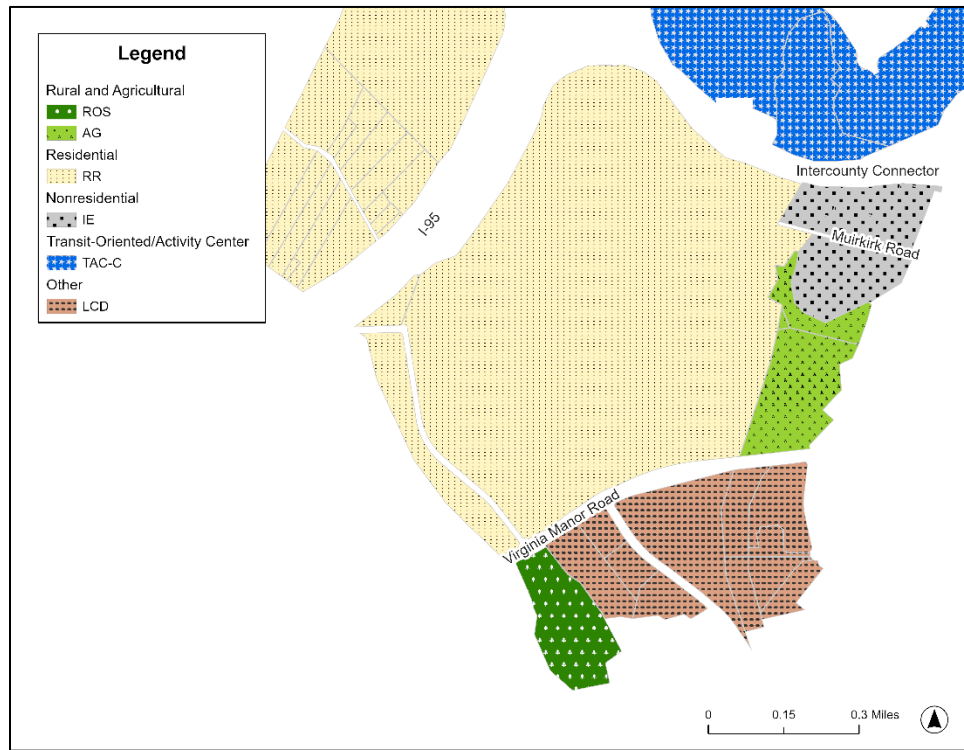 Legend
Rural and Agricultural
ROS
AG
Residential
RR
Nonresidential
IE
Transit-Oriented/Activity Center
TAC-C
Other
LCD
Intercounty Connector
I-95
Muirkirk Road
Virginia Manor Road
0 0.15 0.3 Miles